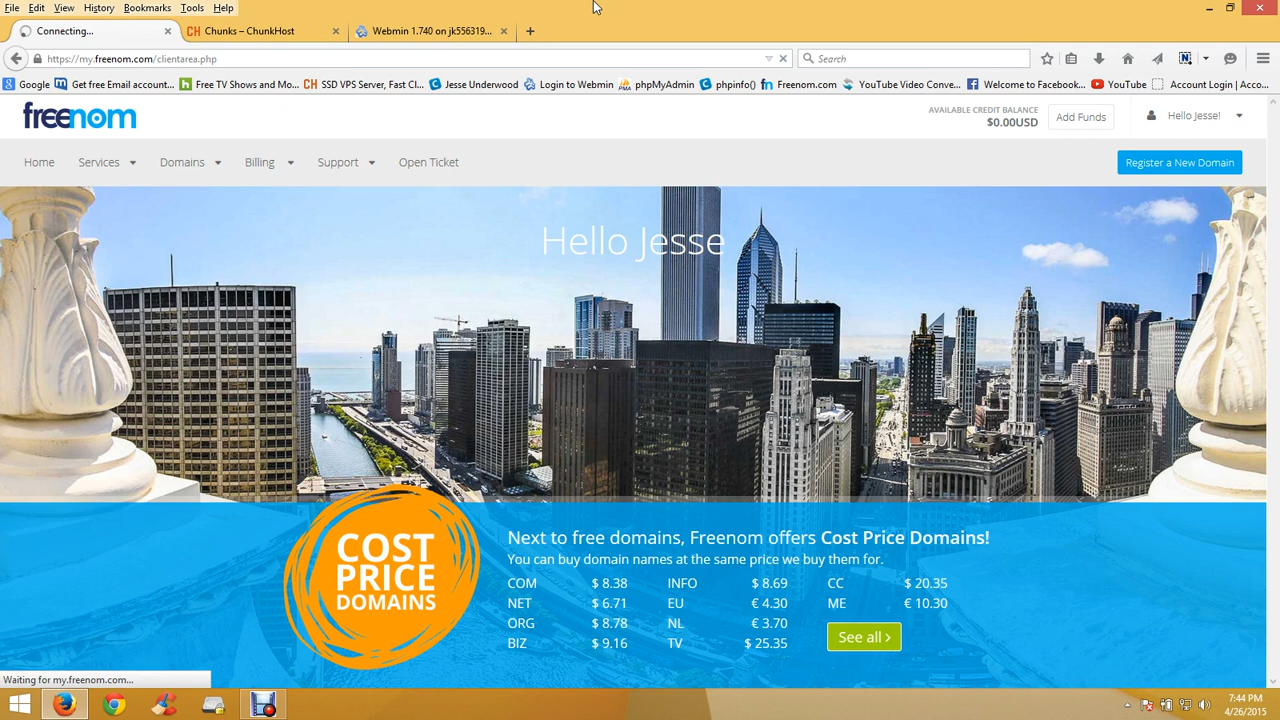 File Edit View History Bookmarks Tools Help
Connecting...
CH Chunks – ChunkHost
Webmin 1.740 on jk556319...
https://my.freenom.com/clientarea.php
Search
Google
Get free Email account...
Free TV Shows and Mo...
CH SSD VPS Server, Fr Cl...
Jesse Underwood
Login to Webmin
phpMyAdmin
phpinfo()
Freenom.com
YouTube Video Conve...
Welcome to Facebook...
YouTube
Account Login | Acco...
freenom
AVAILABLE CREDIT BALANCE
$0.00USD
Add Funds
Hello Jesse!
Home Services Domains Billing Support Open Ticket
Register a New Domain
Hello Jesse
COST
PRICE
DOMAINS
Next to free domains, Freenom offers Cost Price Domains!
You can buy domain names at the same price we buy them for.
COM $ 8.38 INFO $ 8.69 CC $ 20.35
NET $ 6.71 EU € 4.30 ME € 10.30
ORG $ 8.78 NL € 3.70
BIZ $ 9.16 TV $ 25.35
See all >
Waiting for my.freenom.com...
7:44 PM
4/26/2015